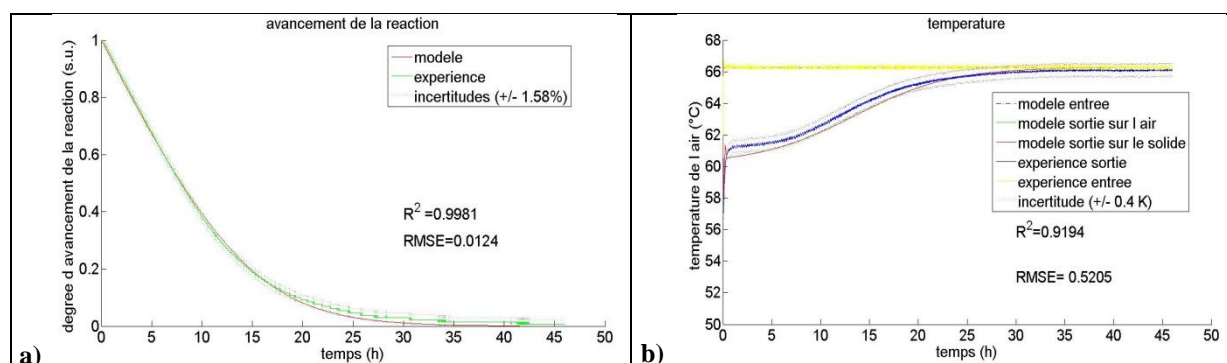 avancement de la reaction
degree d avancement de la reaction (s.u.)
1
0.8
0.6
0.4
0.2
0
modele
experience
incertitudes (+/- 1.58%)
R² =0.9981
RMSE=0.0124
0 5 10 15 20 25 30 35 40 45 50
temps (h)
a)
temperature
temperature de l air (°C)
68
66
64
62
60
58
56
54
52
50
modele entree
modele sortie sur l air
modele sortie sur le solide
experience sortie
experience entree
incertitude (+/- 0.4 K)
R²=0.9194
RMSE= 0.5205
0 5 10 15 20 25 30 35 40 45 50
temps (h)
b)